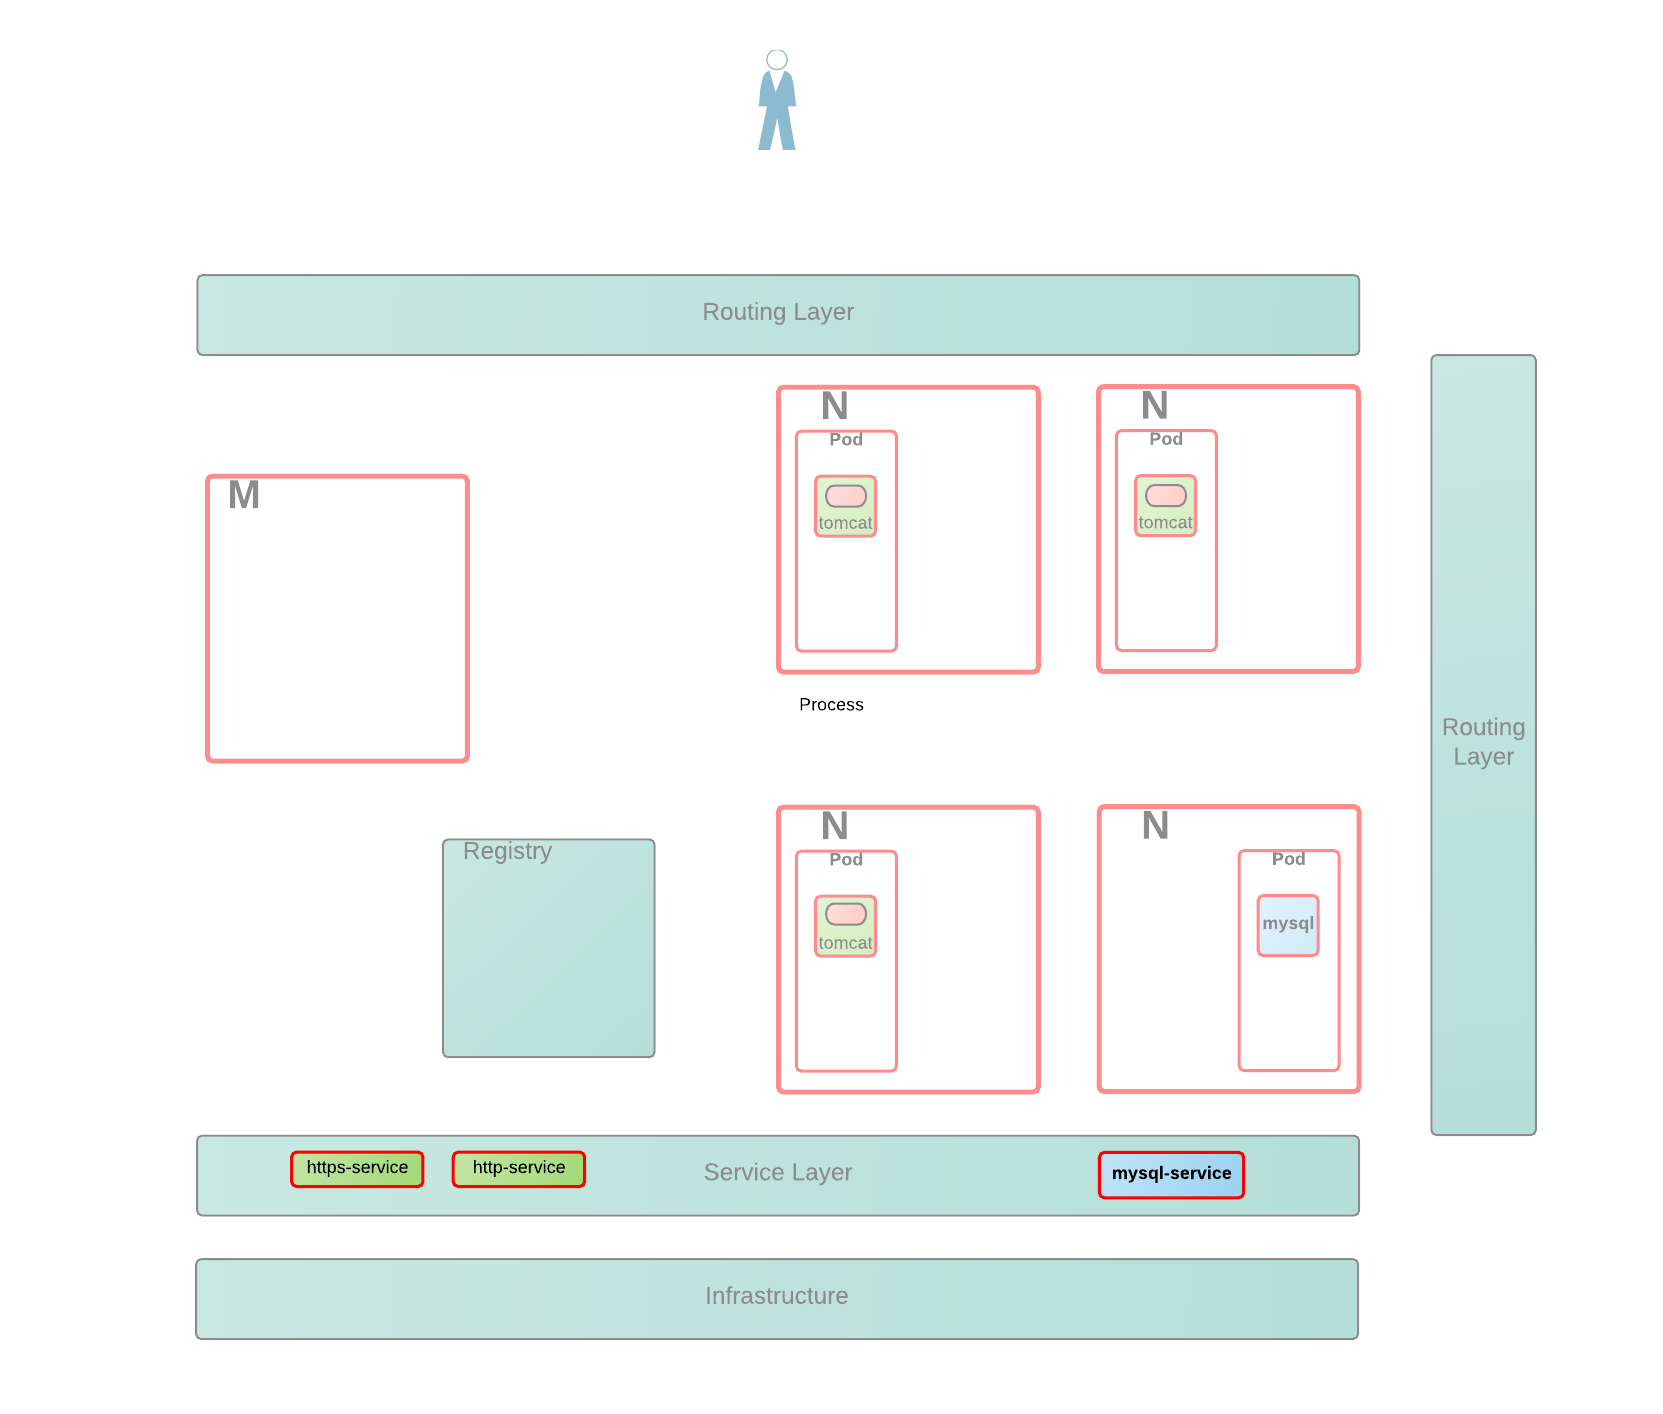 Routing Layer
N
Pod
tomcat
N
Pod
tomcat
M
Process
Routing
Layer
N
Pod
tomcat
N
Pod
mysql
Registry
https-service
http-service
Service Layer
mysql-service
Infrastructure